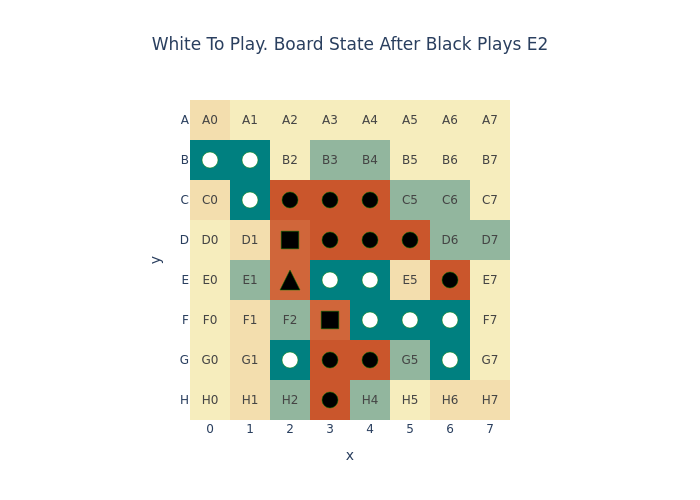 White To Play. Board State After Black Plays E2
A A0 A1 A2 A3 A4 A5 A6 A7
B B2 B3 B4 B5 B6 B7
C C0 C5 C6 C7
D D0 D1 D6 D7
y
E E0 E1 E5 E7
F F0 F1 F2 F7
G G0 G1 G5 G7
H H0 H1 H2 H4 H5 H6 H7
0 1 2 3 4 5 6 7
x